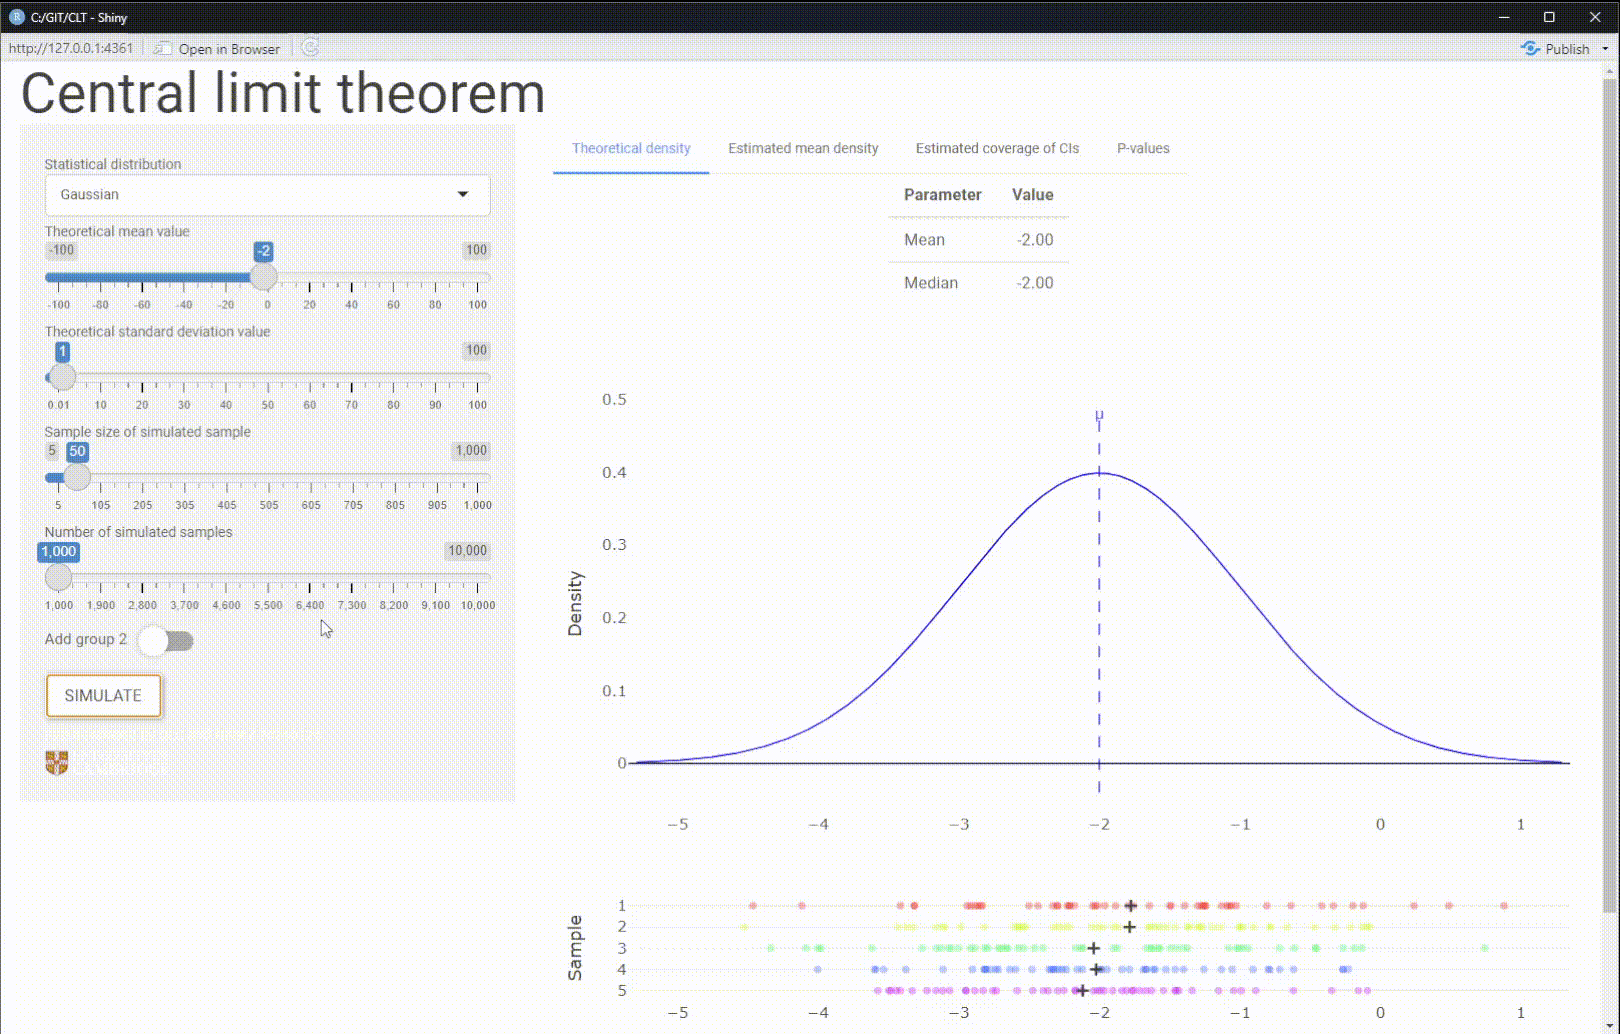 C:/GIT/CLT - Shiny
http://127.0.0.1:4361 Open in Browser Publish
Central limit theorem
Statistical distribution
Gaussian
Theoretical mean value
-100 -2 100
-100 -80 -60 -40 -20 0 20 40 60 80 100
Theoretical standard deviation value
1 100
0.01 10 20 30 40 50 60 70 80 90 100
Sample size of simulated sample
5 50 1,000
5 105 205 305 405 505 605 705 805 905 1,000
Number of simulated samples
1,000 10,000
1,000 1,900 2,800 3,700 4,600 5,500 6,400 7,300 8,200 9,100 10,000
Add group 2
SIMULATE
Theoretical density Estimated mean density Estimated coverage of CIs P-values
Parameter Value
Mean -2.00
Median -2.00
Density
0.5
0.4
0.3
0.2
0.1
0
μ
−5 −4 −3 −2 −1 0 1
Sample
1
2
3
4
5
−5 −4 −3 −2 −1 0 1